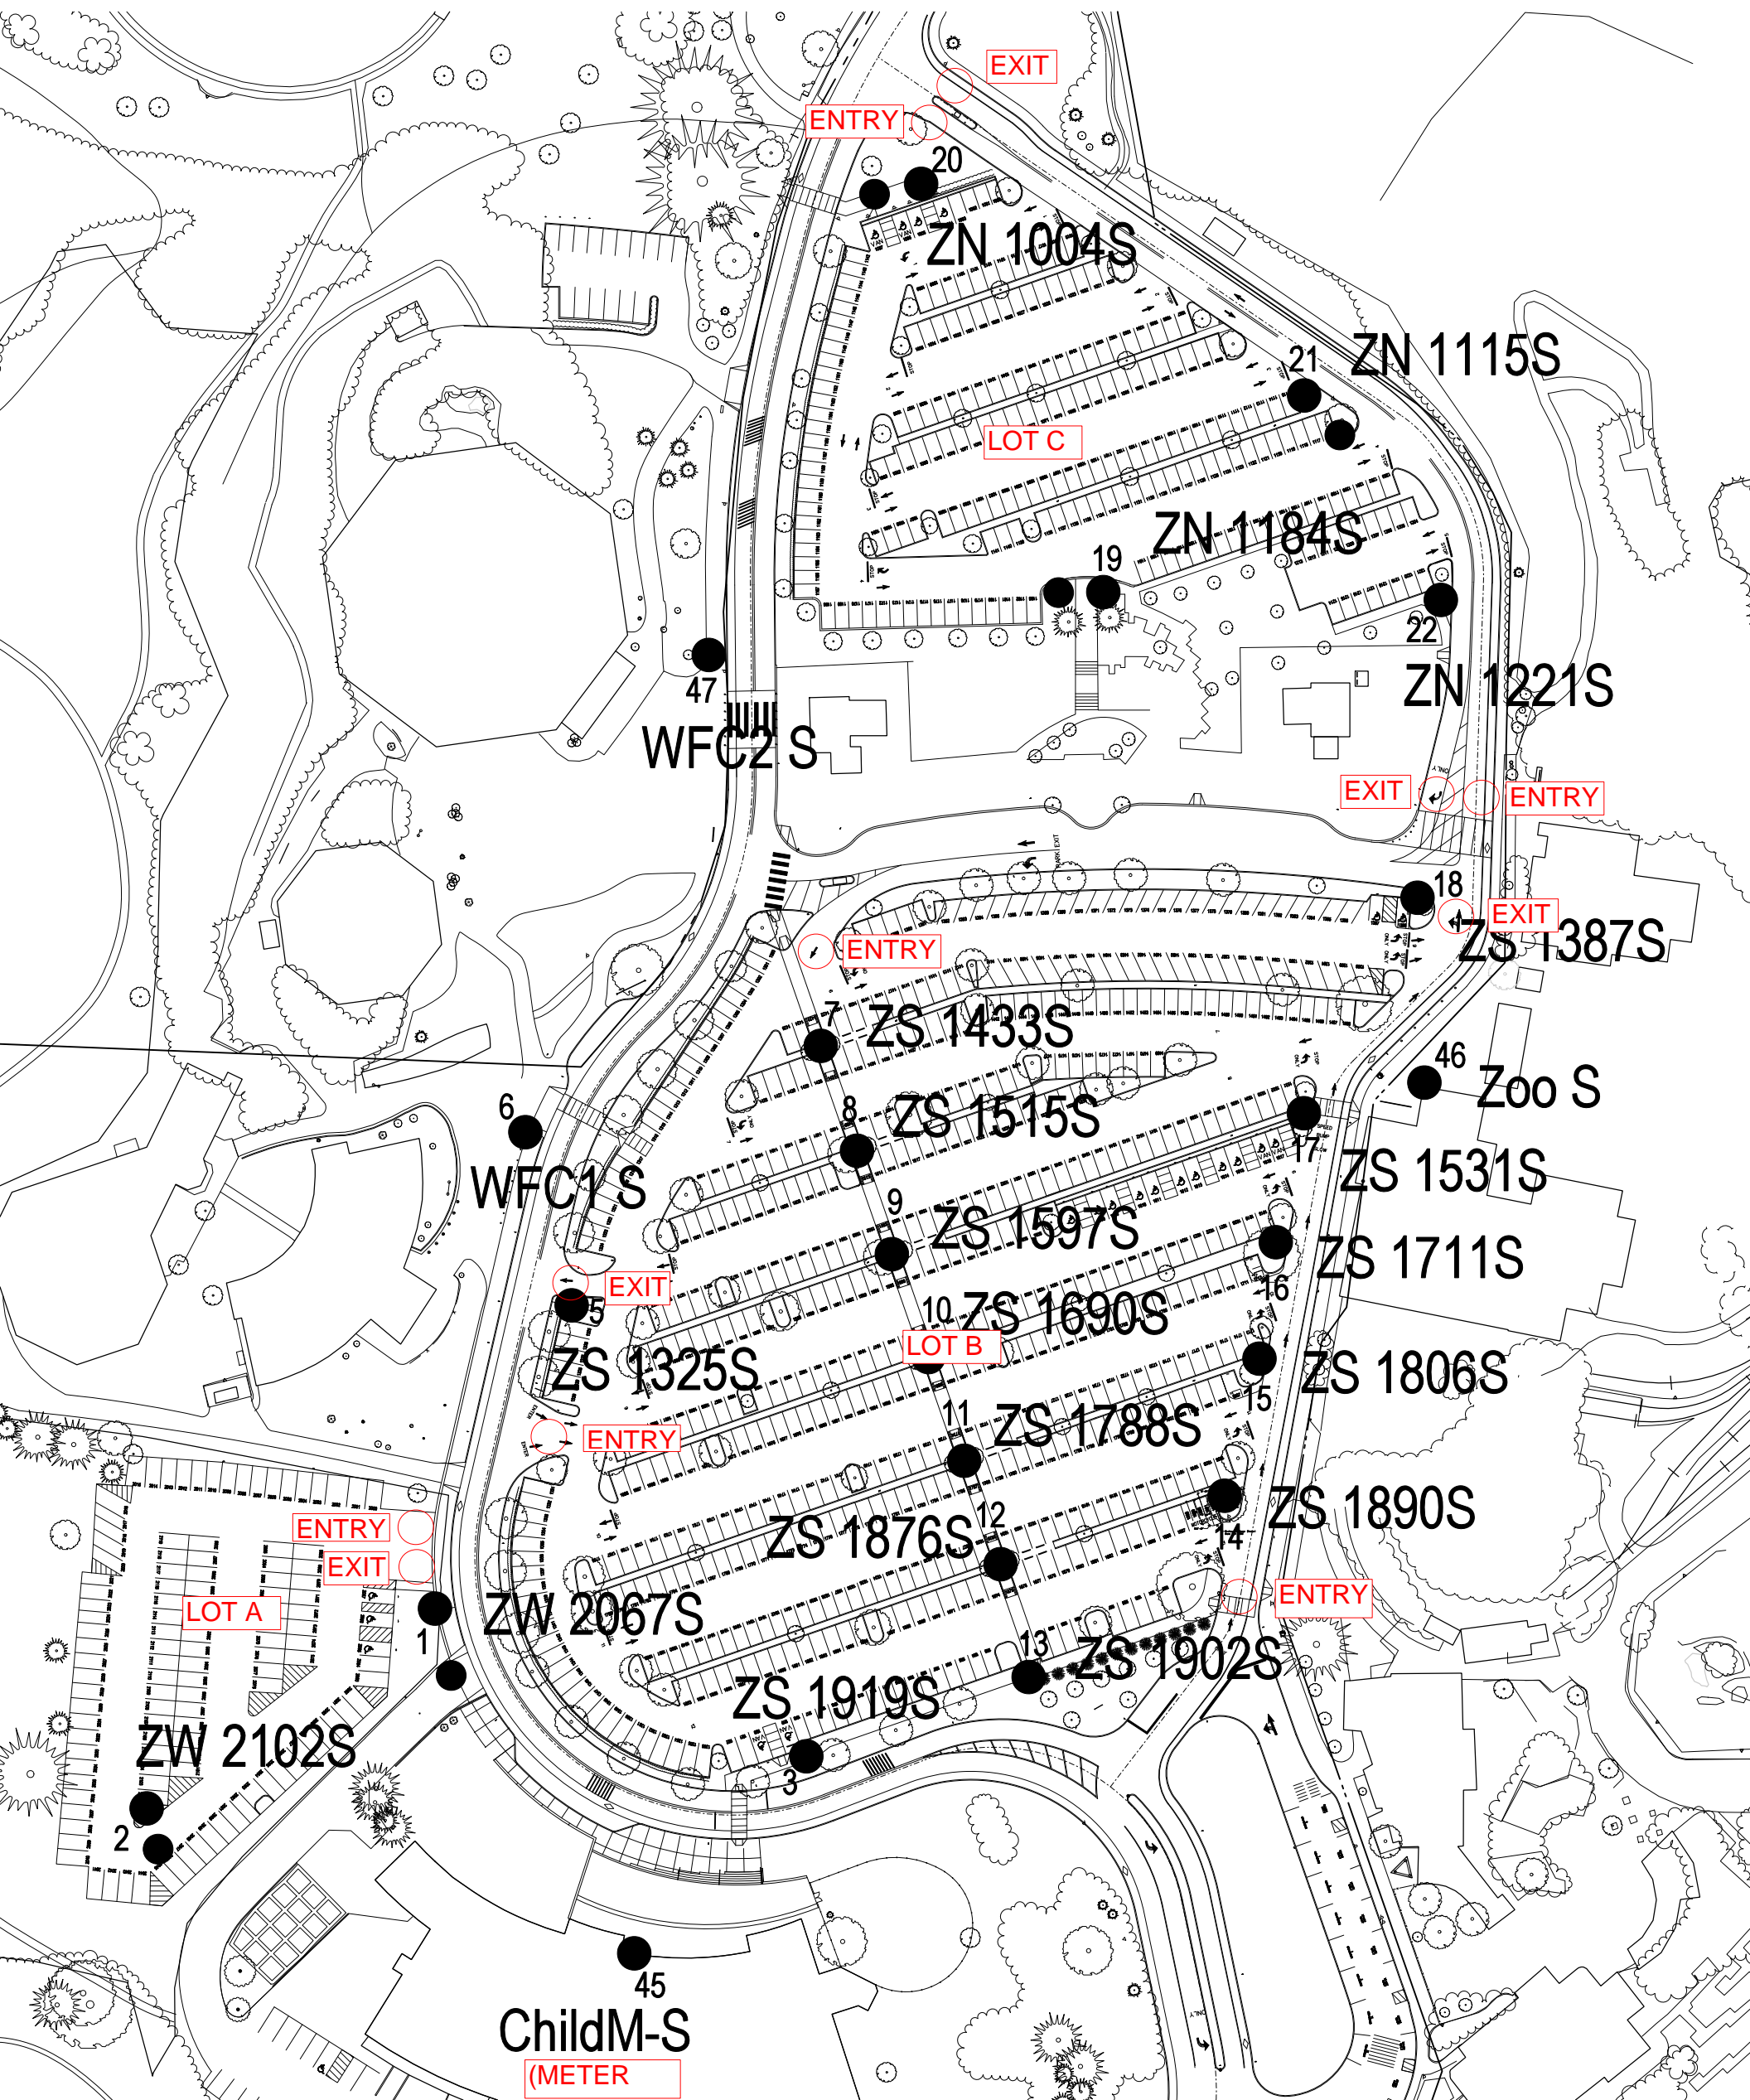 EXIT
ENTRY
20
ZN 1004S
21
ZN 1115S
LOT C
ZN 1184S
19
22
ZN 1221S
47
WFC2 S
EXIT
ENTRY
18
EXIT
ZS 1387S
ENTRY
7
ZS 1433S
46
Zoo S
6
8
ZS 1515S
17
ZS 1531S
WFC1 S
9
ZS 1597S
ZS 1711S
16
EXIT
5
10
ZS 1690S
LOT B
ZS 1325S
ZS 1806S
15
11
ZS 1788S
ENTRY
ZS 1890S
14
12
ZS 1876S
ENTRY
EXIT
LOT A
ZW 2067S
1
ENTRY
13
ZS 1902S
ZS 1919S
3
ZW 2102S
2
45
ChildM-S
(METER